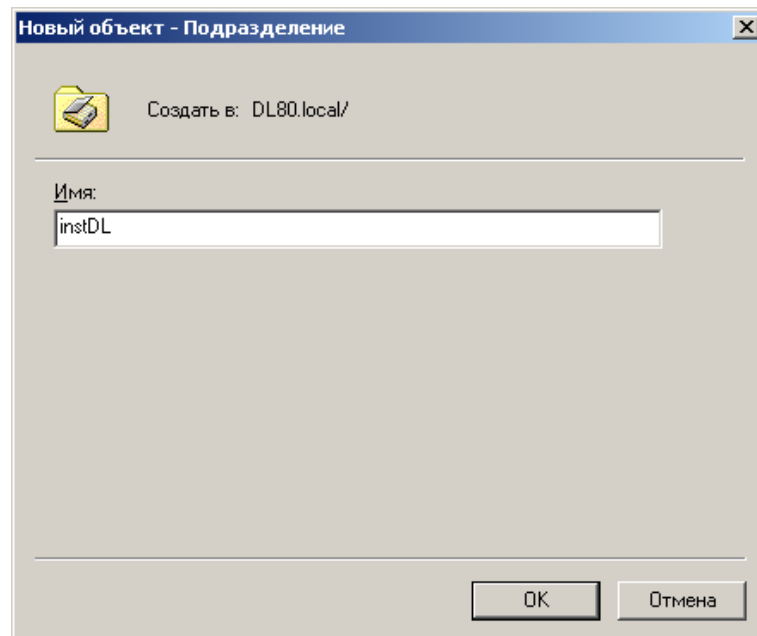 Новый объект - Подразделение
Создать в: DL80.local/
Имя:
instDL
OK
Отмена